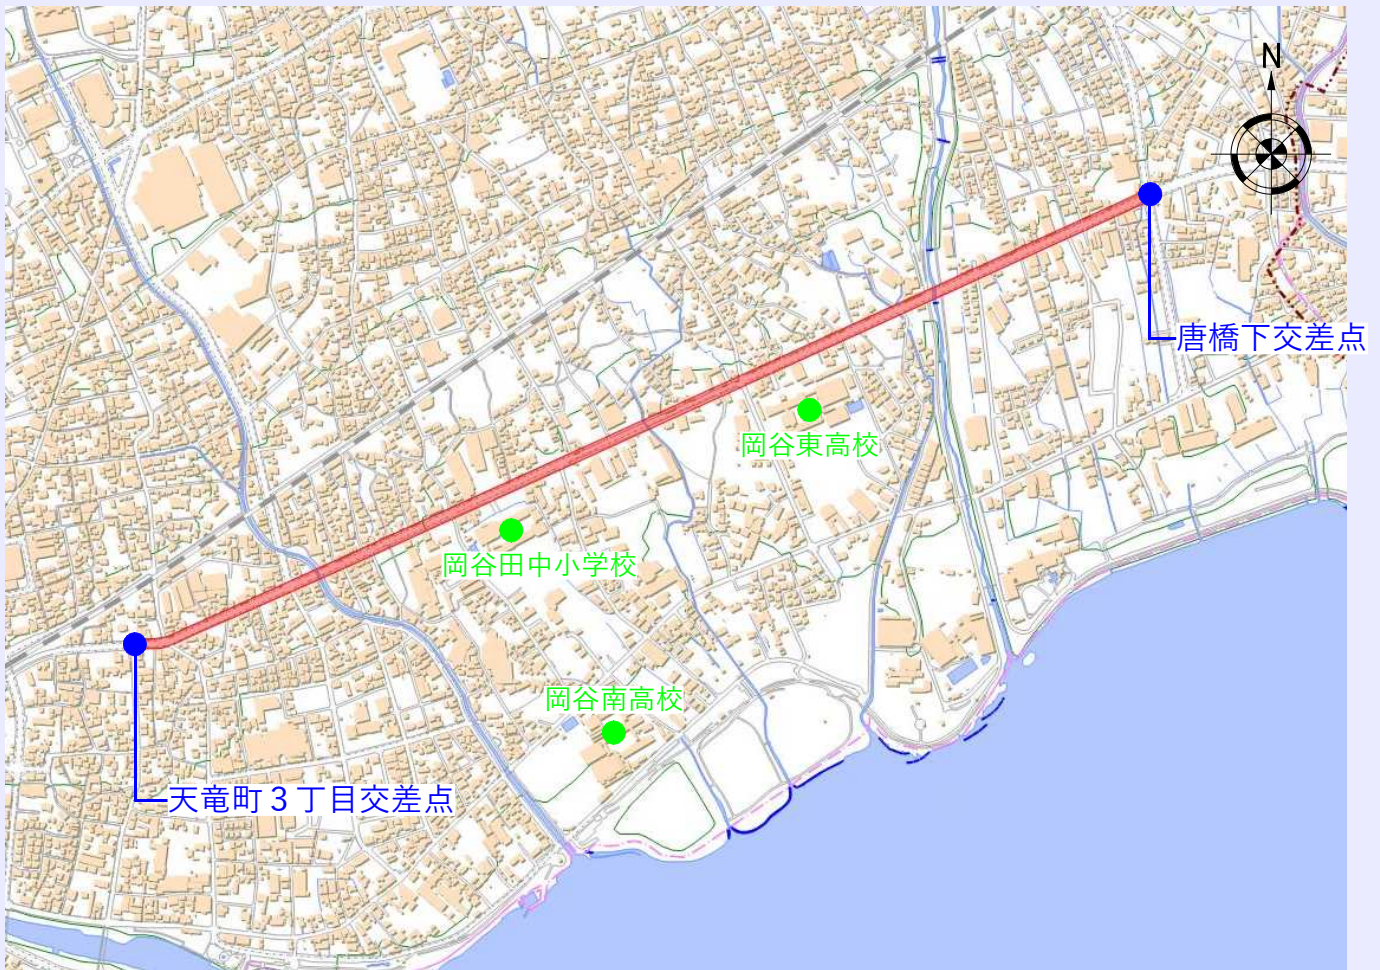 N
唐橋下交差点
岡谷東高校
岡谷田中小学校
岡谷南高校
天竜町３丁目交差点